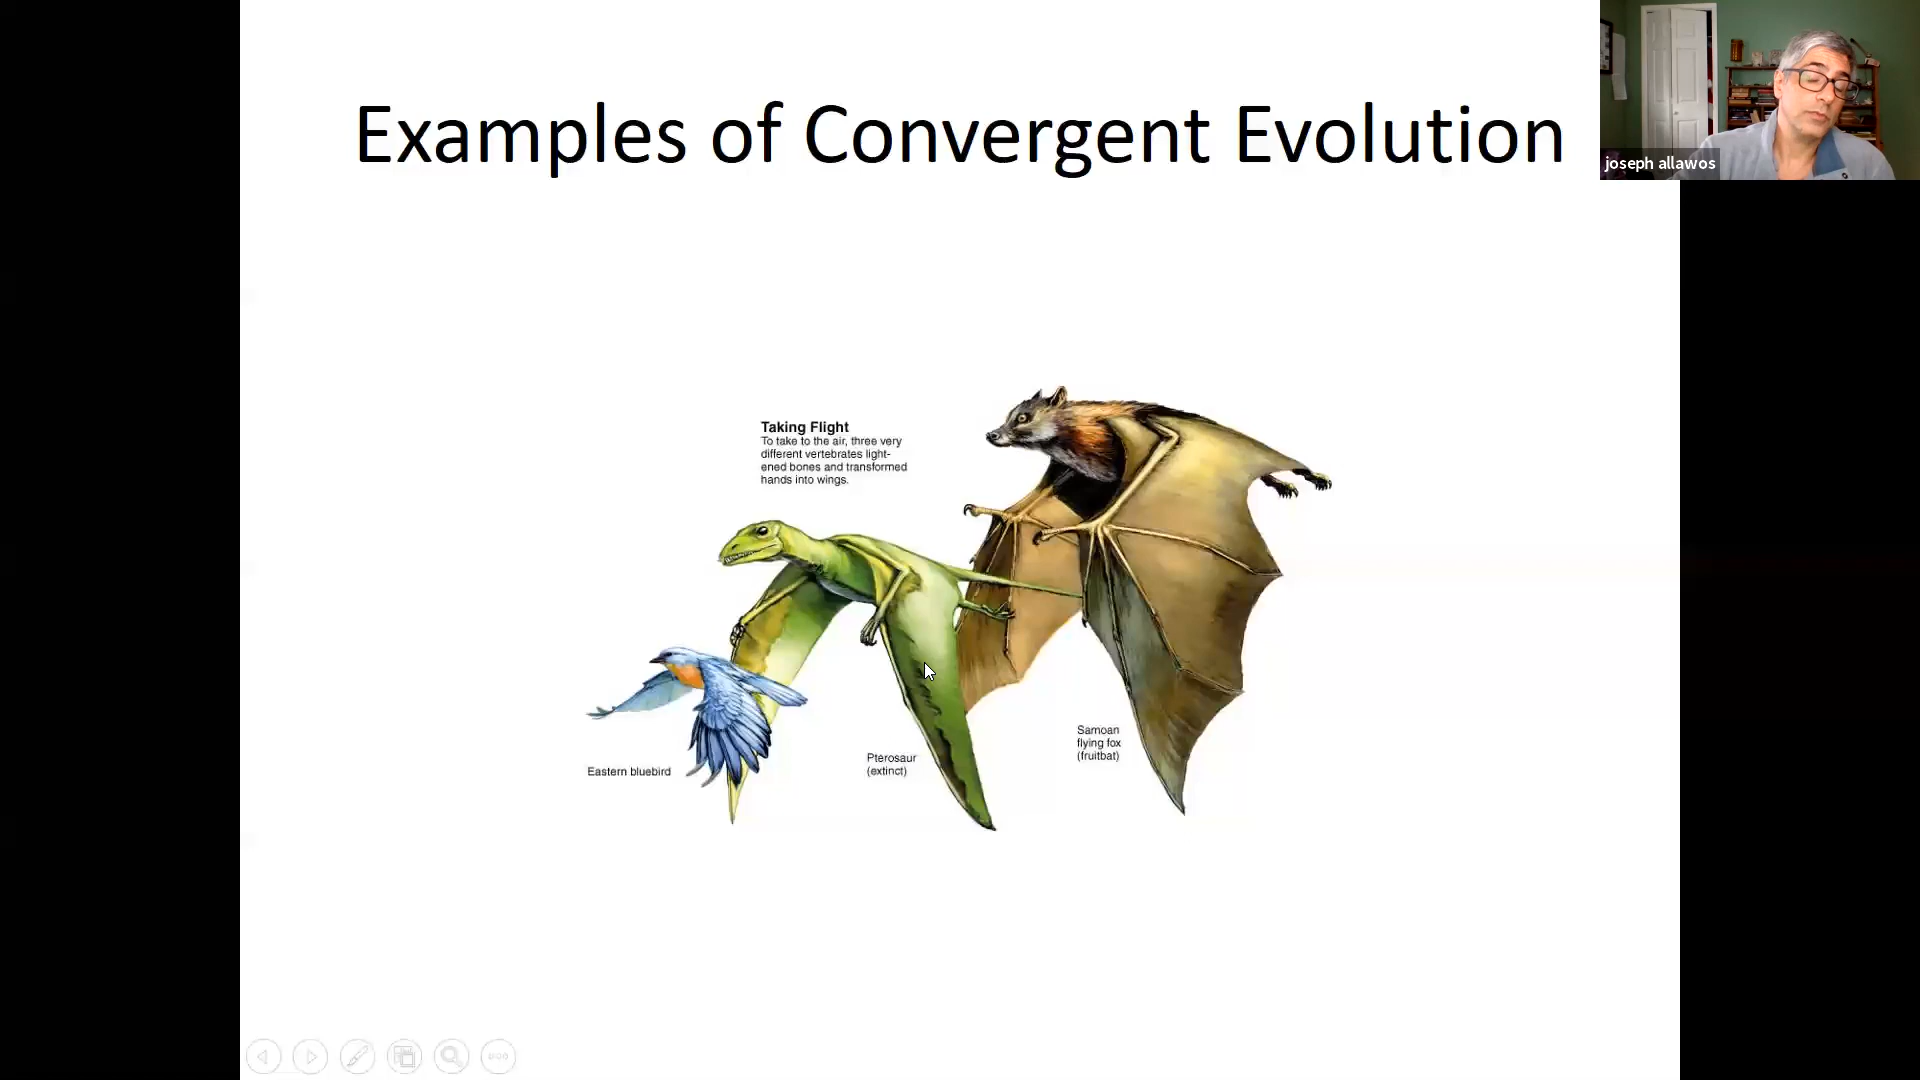 Examples of Convergent Evolution
joseph allawos
Taking Flight
To take to the air, three very
different vertebrates light-
ened bones and transformed
hands into wings.
Samoan
flying fox
(fruitbat)
Pterosaur
(extinct)
Eastern bluebird